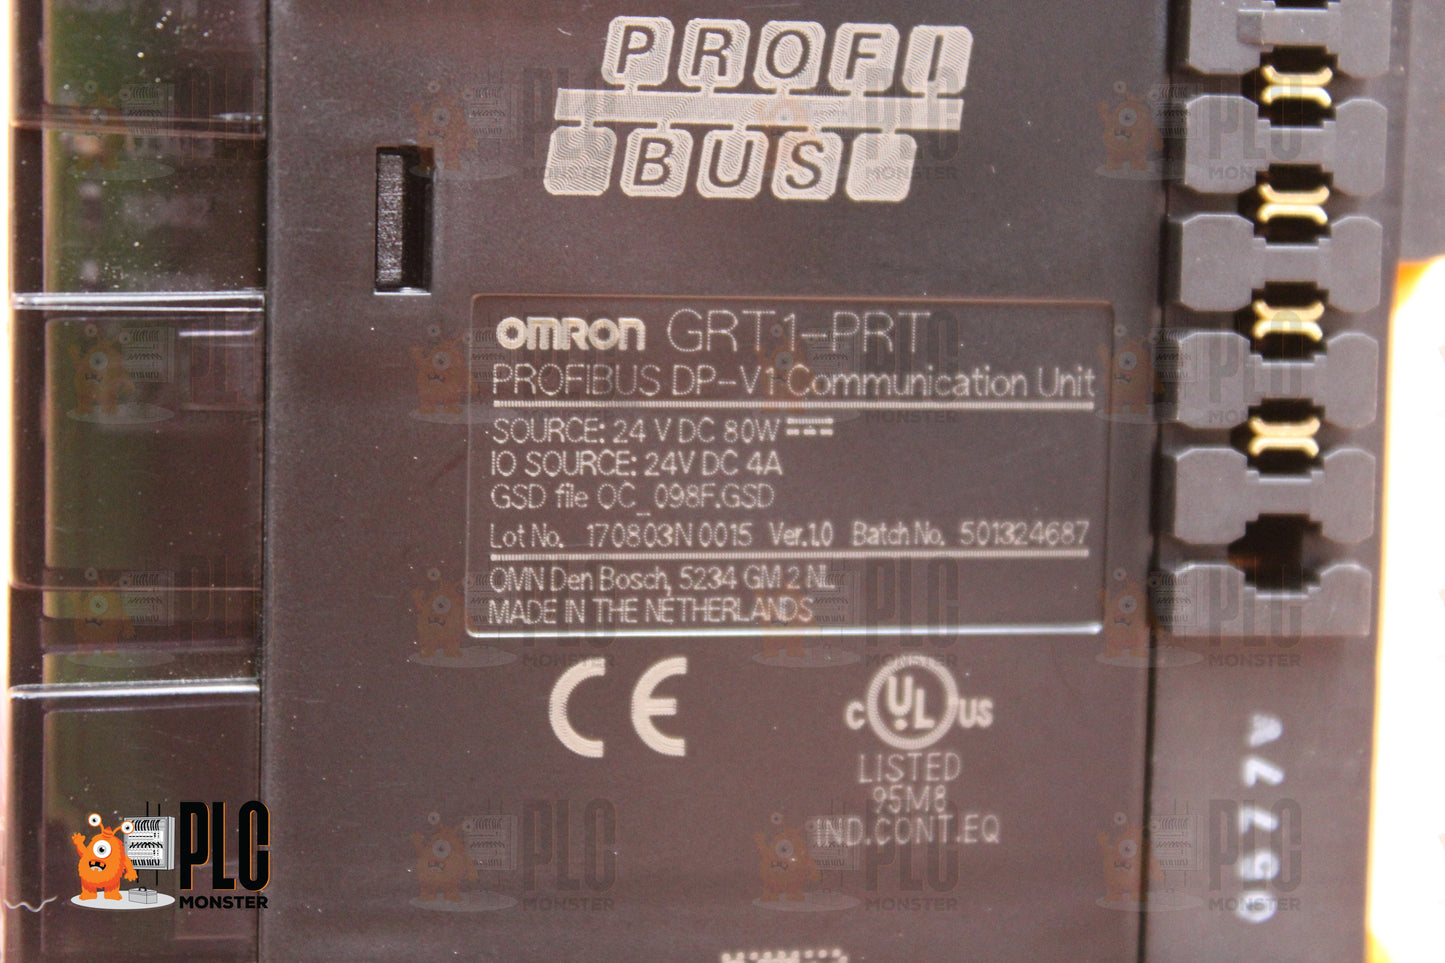 PROFI
BUS
OMRON GRT1-PRT
PROFIBUS DP-V1 Communication Unit
SOURCE: 24 V DC 80W
IO SOURCE: 24V DC 4A
GSD file OC_098F.GSD
Lot No. 170803N 0015 Ver.1.0 Batch No. 501324687
OMN Den Bosch, 5234 GM 2 NL
MADE IN THE NETHERLANDS
CE
C UL US
LISTED
95M8
IND.CONT.EQ
PLC
MONSTER